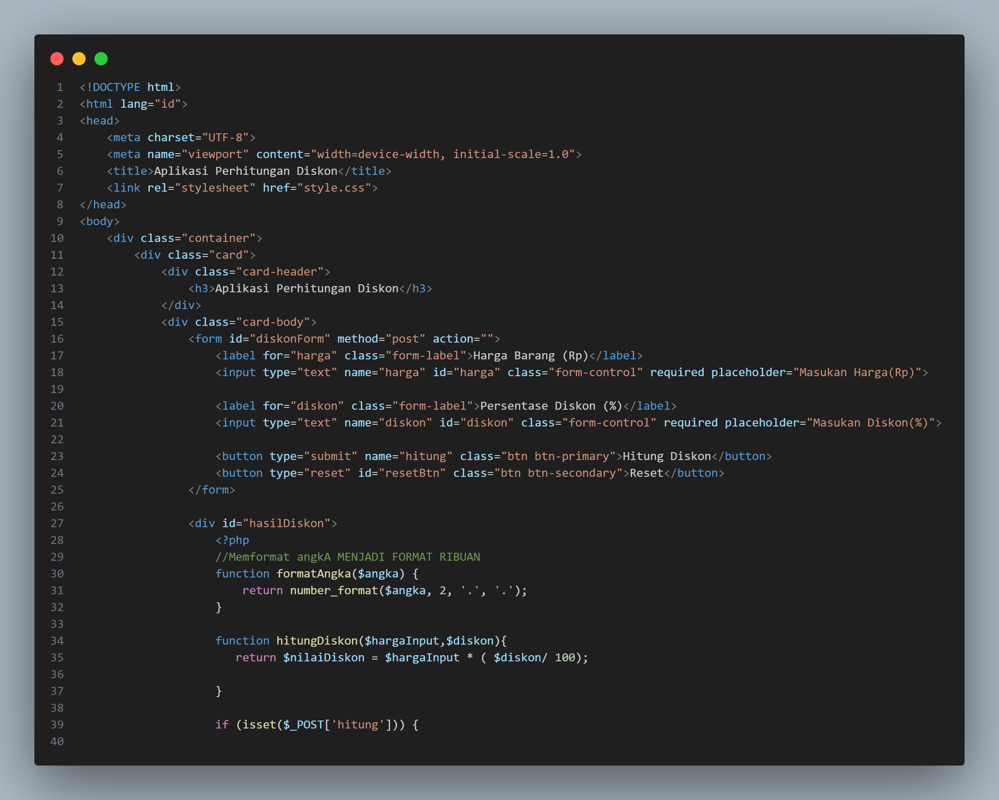 1 <!DOCTYPE html>
2 <html lang="id">
3 <head>
4     <meta charset="UTF-8">
5     <meta name="viewport" content="width=device-width, initial-scale=1.0">
6     <title>Aplikasi Perhitungan Diskon</title>
7     <link rel="stylesheet" href="style.css">
8 </head>
9 <body>
10     <div class="container">
11         <div class="card">
12             <div class="card-header">
13                 <h3>Aplikasi Perhitungan Diskon</h3>
14             </div>
15             <div class="card-body">
16                 <form id="diskonForm" method="post" action="">
17                     <label for="harga" class="form-label">Harga Barang (Rp)</label>
18                     <input type="text" name="harga" id="harga" class="form-control" required placeholder="Masukan Harga(Rp)">
19
20                     <label for="diskon" class="form-label">Persentase Diskon (%)</label>
21                     <input type="text" name="diskon" id="diskon" class="form-control" required placeholder="Masukan Diskon(%)">
22
23                     <button type="submit" name="hitung" class="btn btn-primary">Hitung Diskon</button>
24                     <button type="reset" id="resetBtn" class="btn btn-secondary">Reset</button>
25                 </form>
26
27                 <div id="hasilDiskon">
28                     <?php
29                     //Memformat angkA MENJADI FORMAT RIBUAN
30                     function formatAngka($angka) {
31                         return number_format($angka, 2, '.', '.');
32                     }
33
34                     function hitungDiskon($hargaInput,$diskon){
35                        return $nilaiDiskon = $hargaInput * ( $diskon/ 100);
36
37                     }
38
39                     if (isset($_POST['hitung'])) {
40